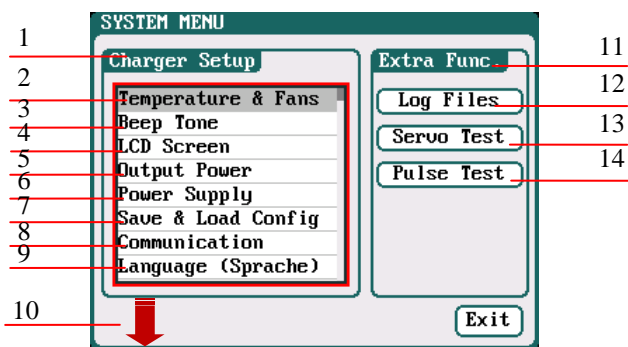 SYSTEM MENU
1
Charger Setup
2
Temperature & Fans
3
Beep Tone
4
LCD Screen
5
Output Power
6
Power Supply
7
Save & Load Config
8
Communication
9
Language (Sprache)
10
Extra Func.
11
Log Files
12
Servo Test
13
Pulse Test
14
Exit